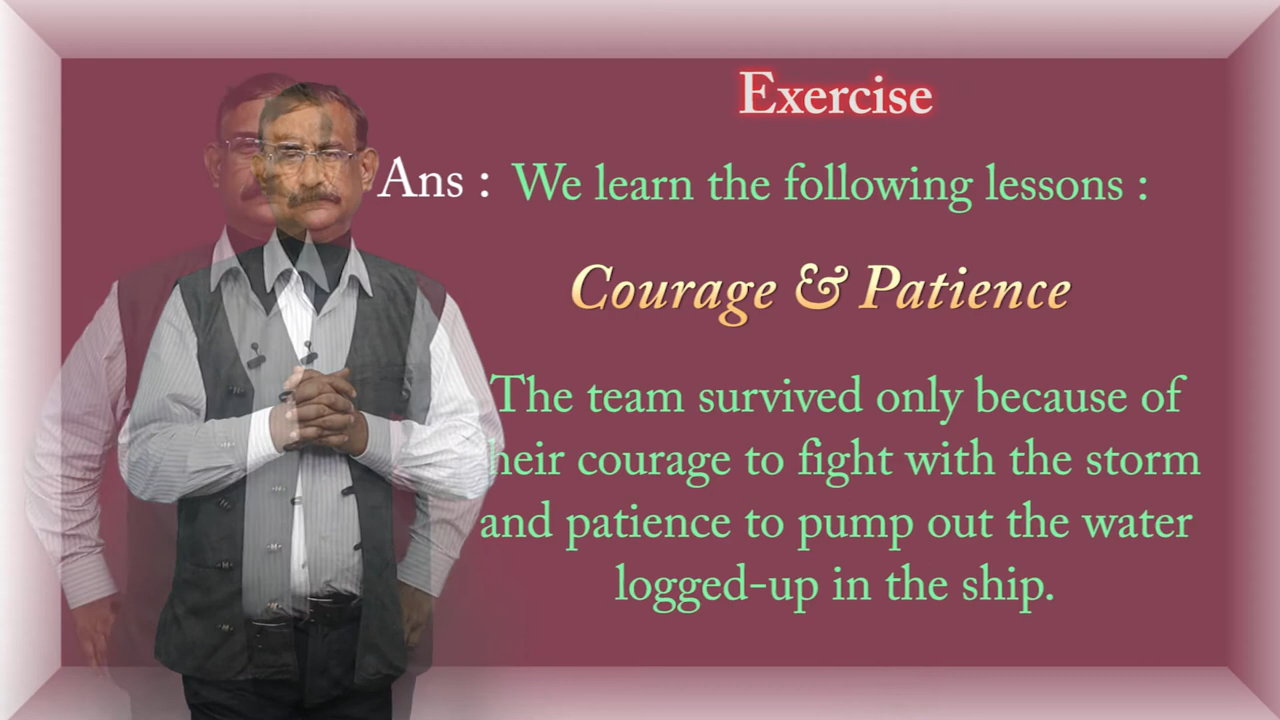 Exercise
Ans : We learn the following lessons :
Courage & Patience
The team survived only because of
heir courage to fight with the storm
and patience to pump out the water
logged-up in the ship.